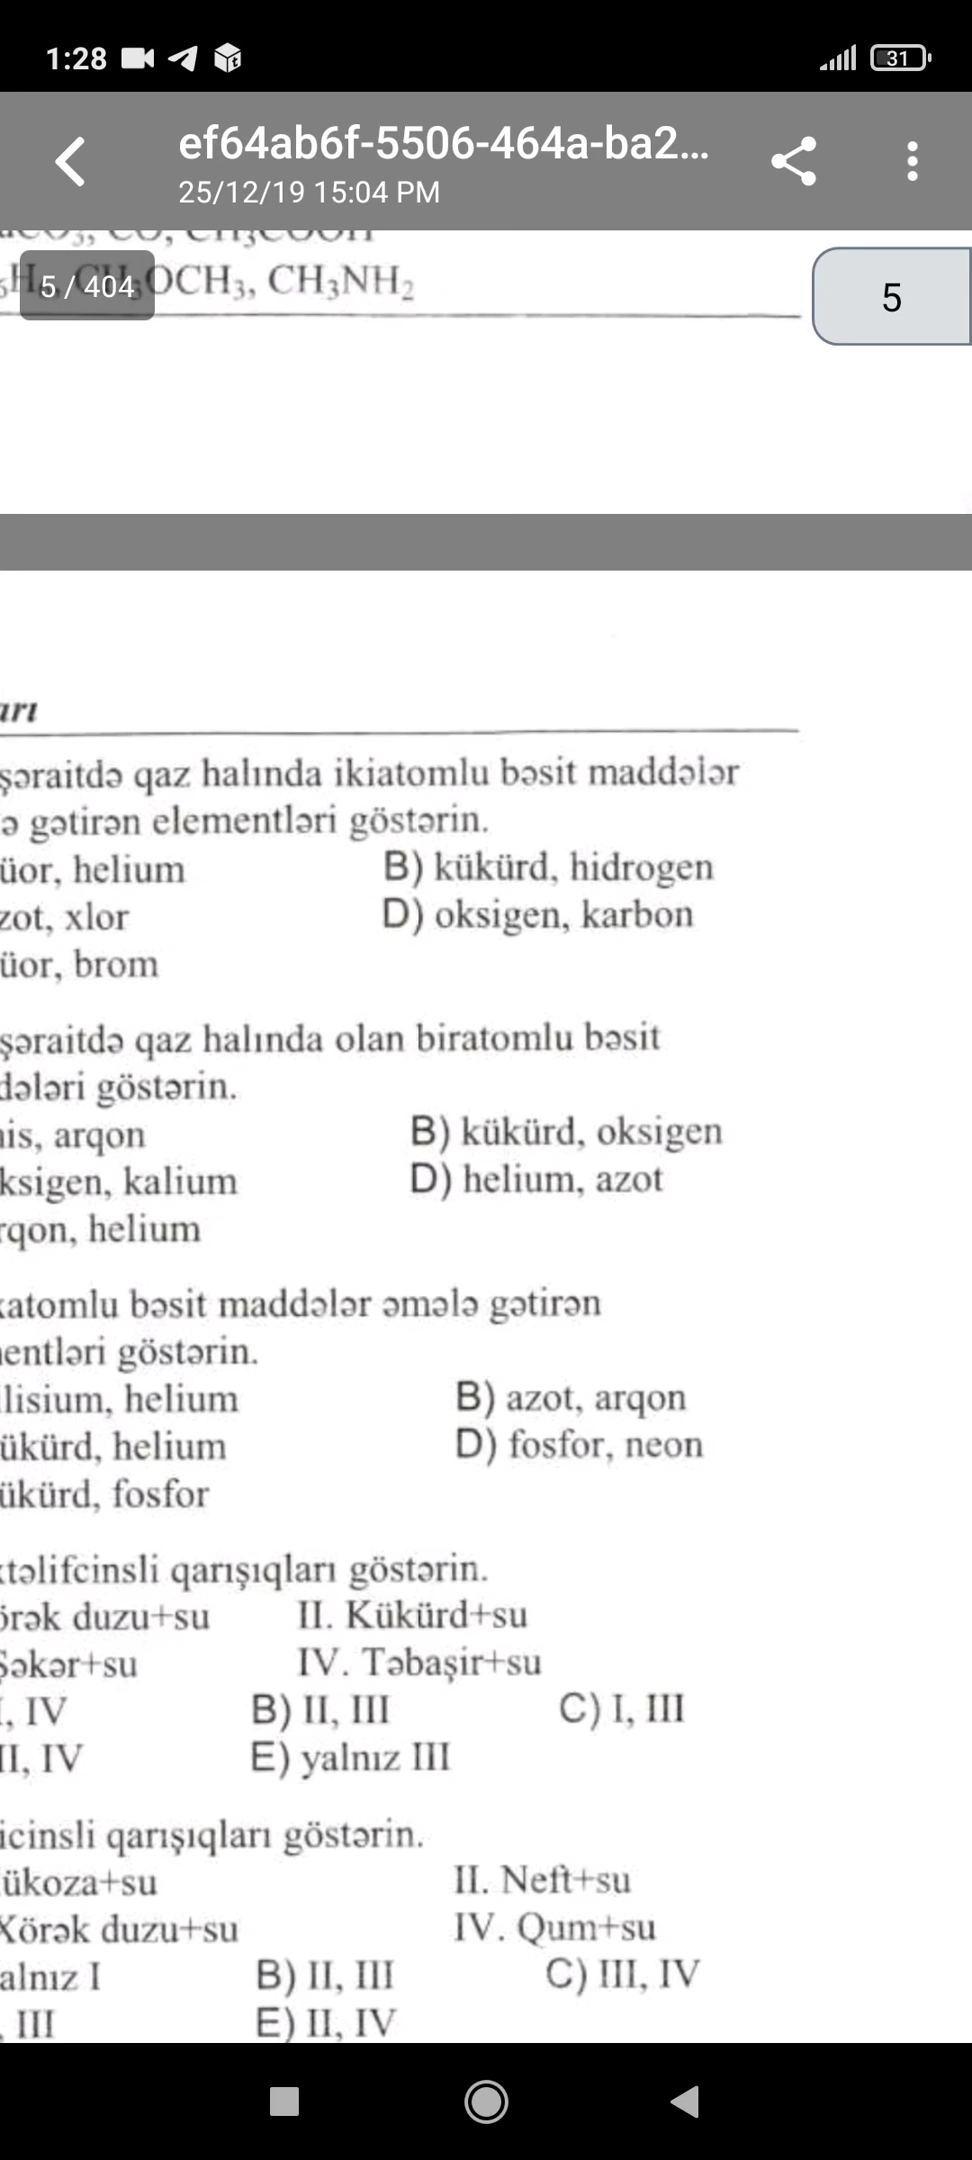 1:28
31
ef64ab6f-5506-464a-ba2...
25/12/19 15:04 PM
5 / 404
OCH₃, CH₃NH₂
5
arı
şəraitdə qaz halında ikiatomlu bəsit maddələr
ə gətirən elementləri göstərin.
üor, helium B) kükürd, hidrogen
zot, xlor D) oksigen, karbon
üor, brom
şəraitdə qaz halında olan biratomlu bəsit
dələri göstərin.
is, arqon B) kükürd, oksigen
ksigen, kalium D) helium, azot
rqon, helium
xatomlu bəsit maddələr əmələ gətirən
entləri göstərin.
lisium, helium B) azot, arqon
ükürd, helium D) fosfor, neon
ükürd, fosfor
təlifcinsli qarışıqları göstərin.
örək duzu+su II. Kükürd+su
Şəkər+su IV. Təbaşir+su
, IV B) II, III C) I, III
II, IV E) yalnız III
icinsli qarışıqları göstərin.
ükoza+su II. Neft+su
Xörək duzu+su IV. Qum+su
alnız I B) II, III C) III, IV
, III E) II, IV